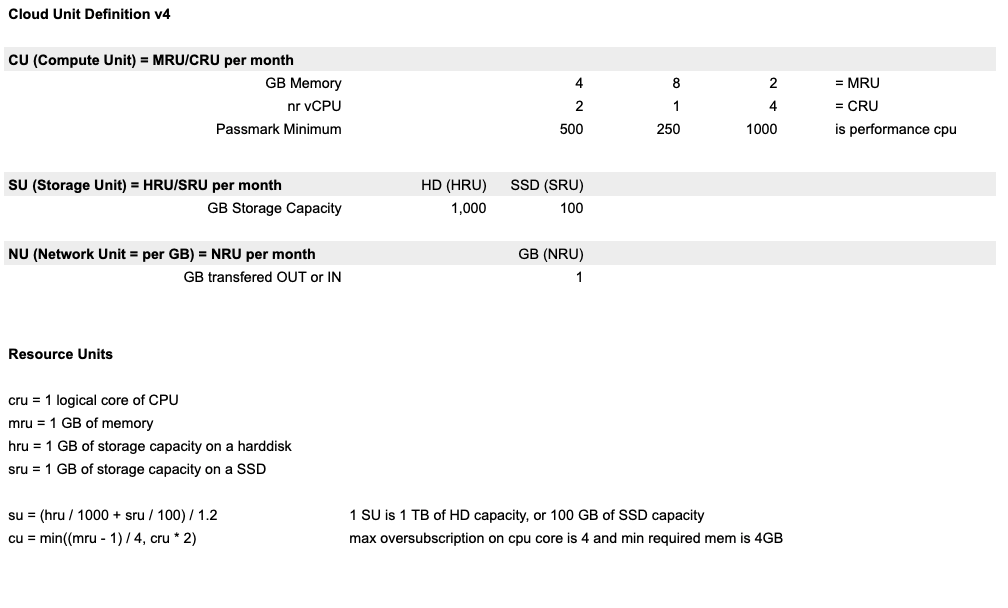 Cloud Unit Definition v4
CU (Compute Unit) = MRU/CRU per month
GB Memory 4 8 2 = MRU
nr vCPU 2 1 4 = CRU
Passmark Minimum 500 250 1000 is performance cpu
SU (Storage Unit) = HRU/SRU per month HD (HRU) SSD (SRU)
GB Storage Capacity 1,000 100
NU (Network Unit = per GB) = NRU per month GB (NRU)
GB transfered OUT or IN 1
Resource Units
cru = 1 logical core of CPU
mru = 1 GB of memory
hru = 1 GB of storage capacity on a harddisk
sru = 1 GB of storage capacity on a SSD
su = (hru / 1000 + sru / 100) / 1.2 1 SU is 1 TB of HD capacity, or 100 GB of SSD capacity
cu = min((mru - 1) / 4, cru * 2) max oversubscription on cpu core is 4 and min required mem is 4GB